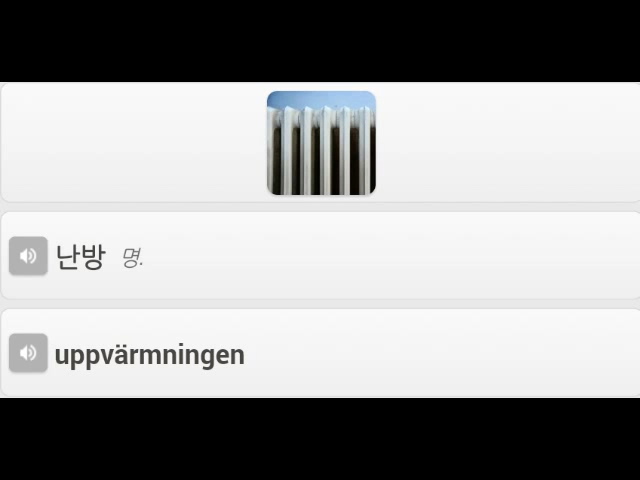 난방 명.
uppvärmningen